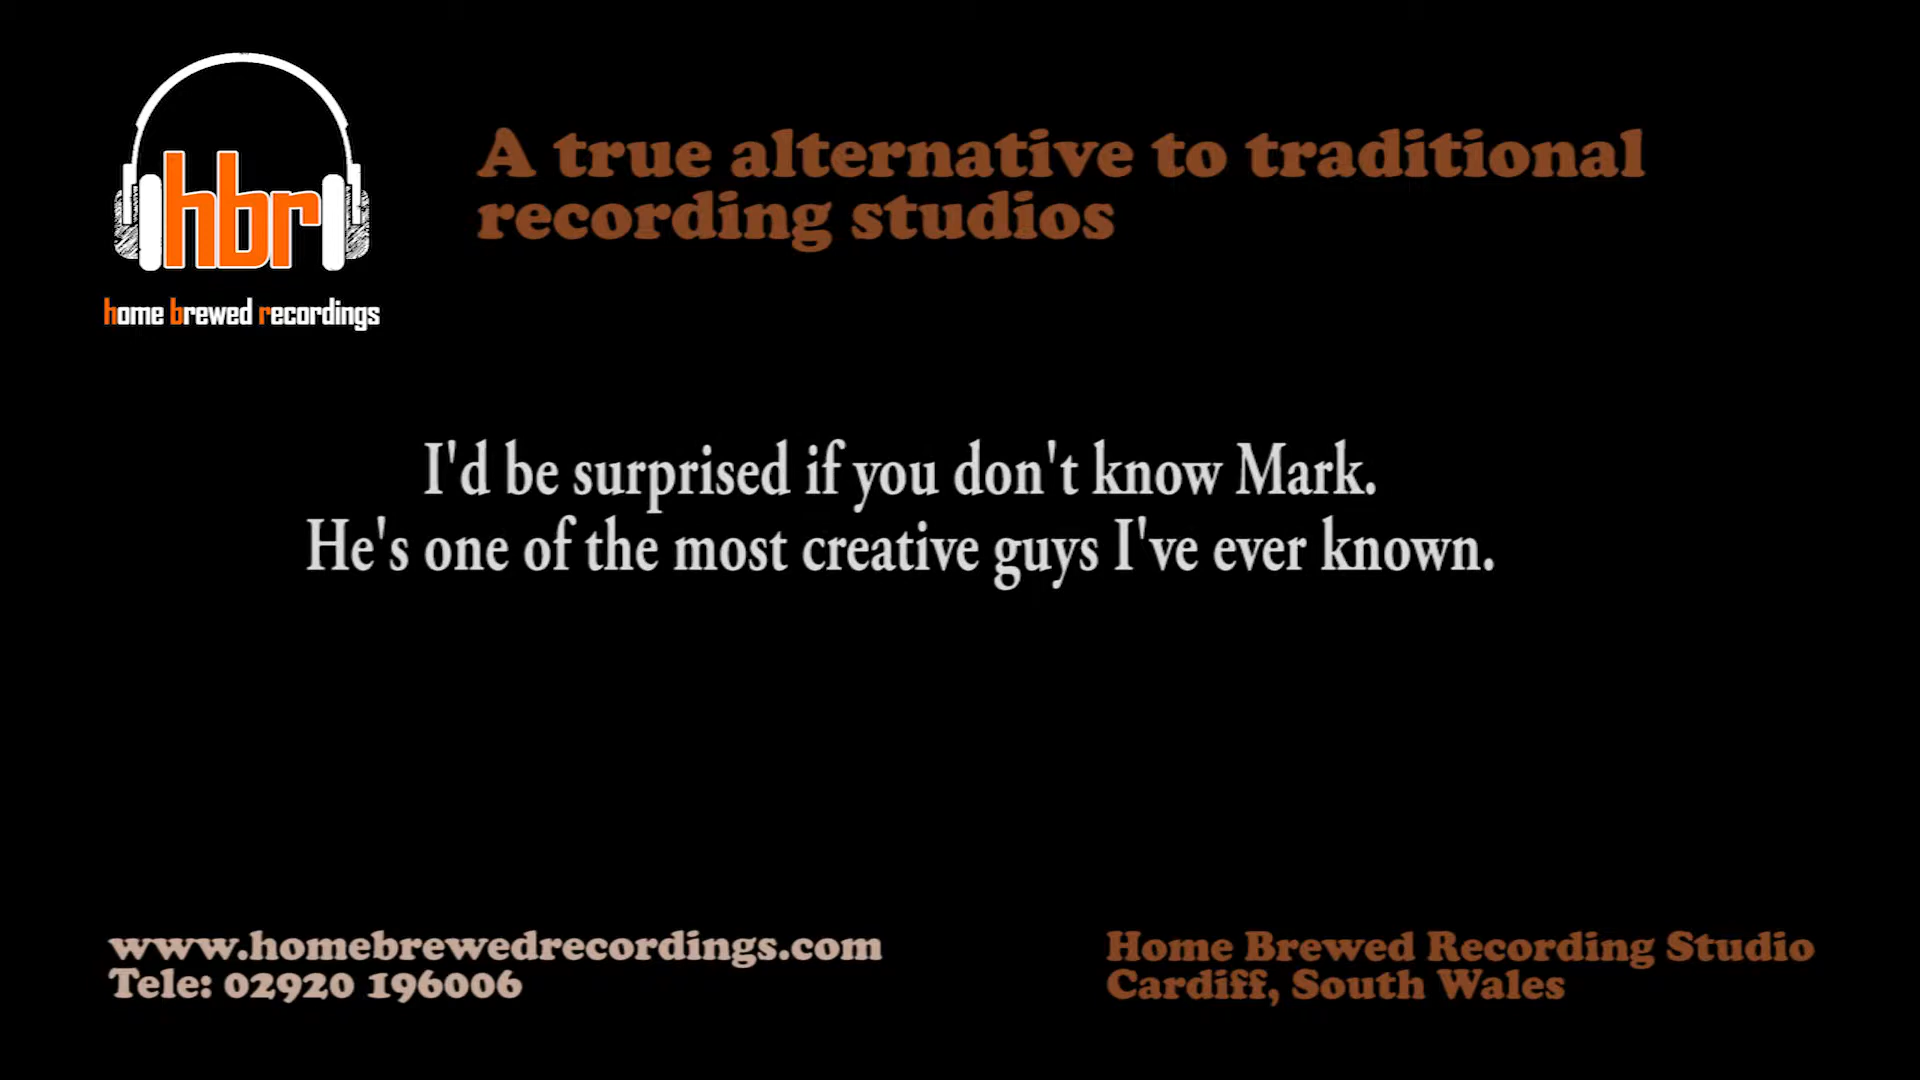 hbr
home brewed recordings
A true alternative to traditional
recording studios
I'd be surprised if you don't know Mark.
He's one of the most creative guys I've ever known.
www.homebrewedrecordings.com
Tele: 02920 196006
Home Brewed Recording Studio
Cardiff, South Wales